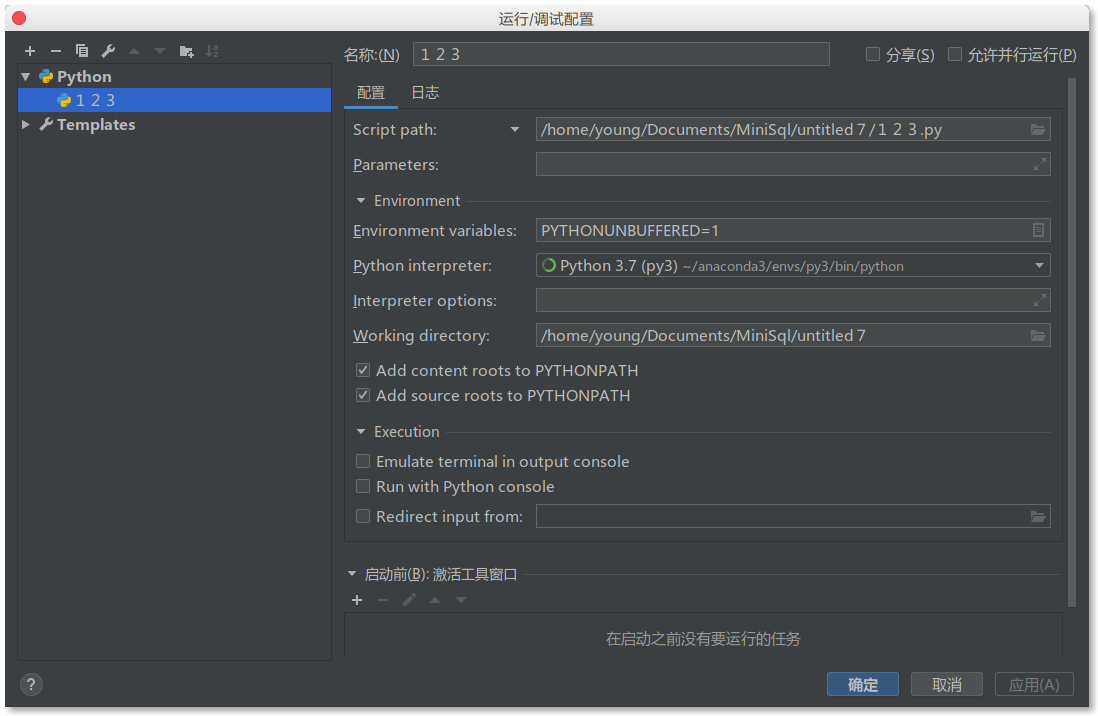 运行/调试配置
名称:(N) 1 2 3 分享(S) 允许并行运行(P)
Python
1 2 3
Templates
配置 日志
Script path: /home/young/Documents/MiniSql/untitled 7 / 1 2 3 .py
Parameters:
Environment
Environment variables: PYTHONUNBUFFERED=1
Python interpreter: Python 3.7 (py3) ~/anaconda3/envs/py3/bin/python
Interpreter options:
Working directory: /home/young/Documents/MiniSql/untitled 7
Add content roots to PYTHONPATH
Add source roots to PYTHONPATH
Execution
Emulate terminal in output console
Run with Python console
Redirect input from:
启动前(B): 激活工具窗口
在启动之前没有要运行的任务
? 确定 取消 应用(A)